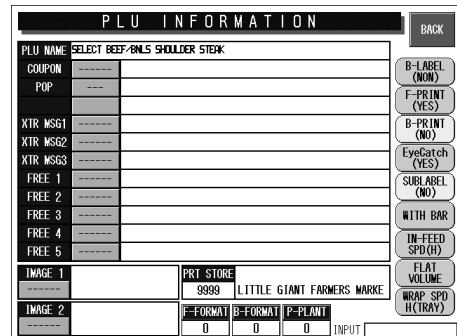 PLU INFORMATION
BACK
PLU NAME SELECT BEEF/BNLS SHOULDER STEAK
COUPON ------
POP ---
XTR MSG1 ------
XTR MSG2 ------
XTR MSG3 ------
FREE 1 ------
FREE 2 ------
FREE 3 ------
FREE 4 ------
FREE 5 ------
B-LABEL
(NON)
F-PRINT
(YES)
B-PRINT
(NO)
EyeCatch
(YES)
SUBLABEL
(NO)
WITH BAR
IN-FEED
SPD(H)
FLAT
VOLUME
WRAP SPD
H(TRAY)
IMAGE 1
------
PRT STORE
9999 LITTLE GIANT FARMERS MARKE
IMAGE 2
------
F-FORMAT B-FORMAT P-PLANT
0 0 0
INPUT